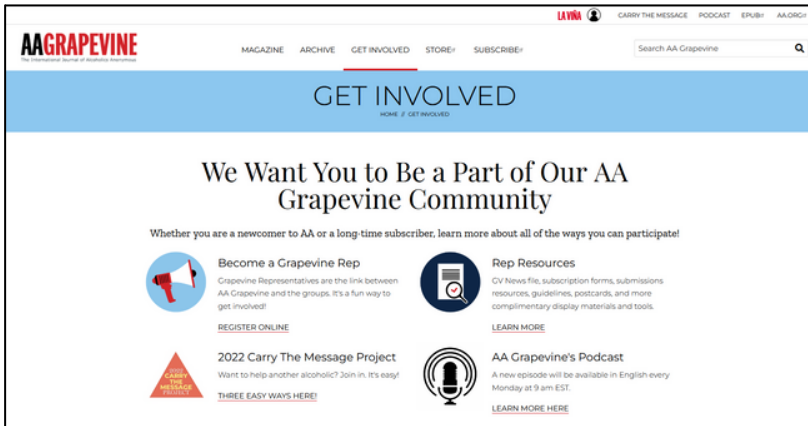 LA VIÑA CARRY THE MESSAGE PODCAST EPUB AA.ORG
AAGRAPEVINE
The International Journal of Alcoholics Anonymous
MAGAZINE ARCHIVE GET INVOLVED STORE SUBSCRIBE
Search AA Grapevine
GET INVOLVED
HOME // GET INVOLVED
We Want You to Be a Part of Our AA
Grapevine Community
Whether you are a newcomer to AA or a long-time subscriber, learn more about all of the ways you can participate!
Become a Grapevine Rep
Grapevine Representatives are the link between
AA Grapevine and the groups. It's a fun way to
get involved!
REGISTER ONLINE
Rep Resources
GV News file, subscription forms, submissions
resources, guidelines, postcards, and more
complimentary display materials and tools.
LEARN MORE
2022
CARRY
THE
MESSAGE
PROJECT
2022 Carry The Message Project
Want to help another alcoholic? Join in. It's easy!
THREE EASY WAYS HERE!
AA Grapevine's Podcast
A new episode will be available in English every
Monday at 9 am EST.
LEARN MORE HERE